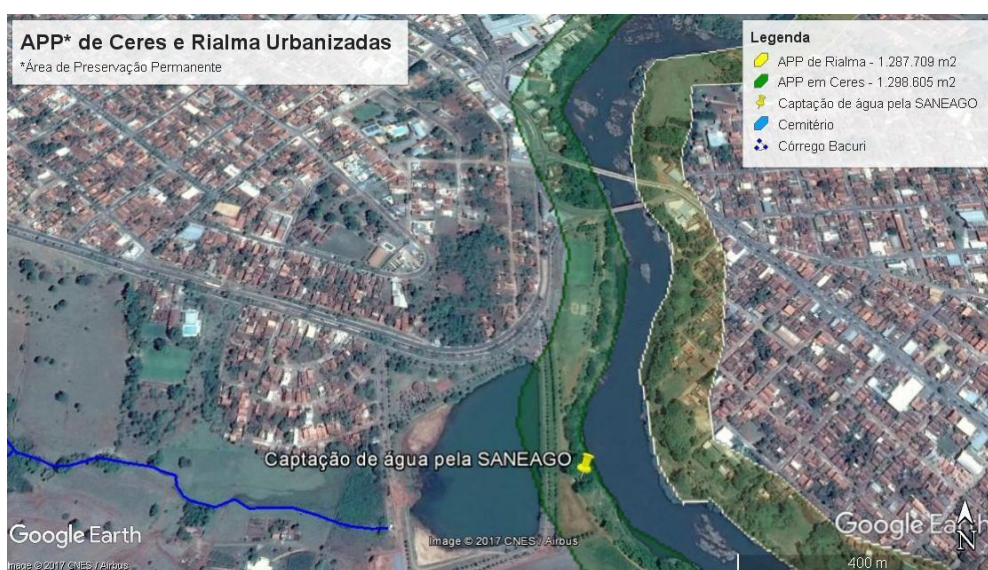 APP* de Ceres e Rialma Urbanizadas
*Área de Preservação Permanente
Legenda
APP de Rialma - 1.287.709 m2
APP em Ceres - 1.298.605 m2
Captação de água pela SANEAGO
Cemitério
Córrego Bacuri
Captação de água pela SANEAGO
Google Earth
Image © 2017 CNES / Airbus
Google Earth
N
Image © 2017 CNES / Airbus
400 m